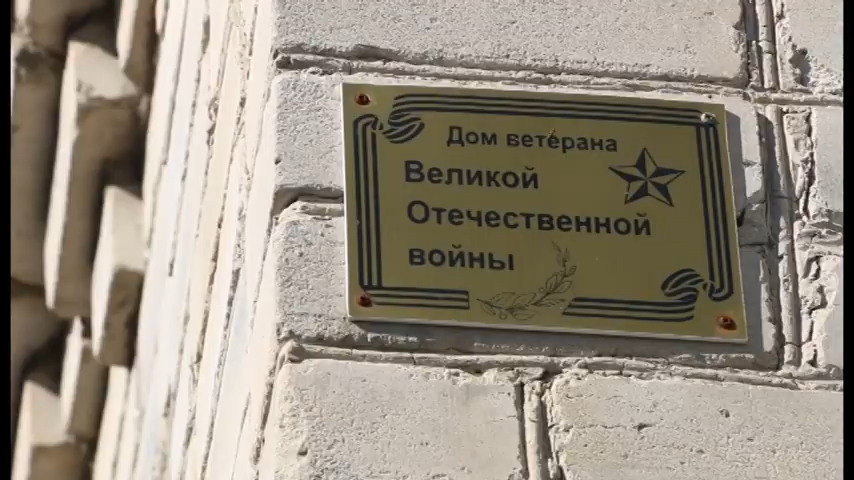 Дом ветерана
Великой
Отечественной
войны